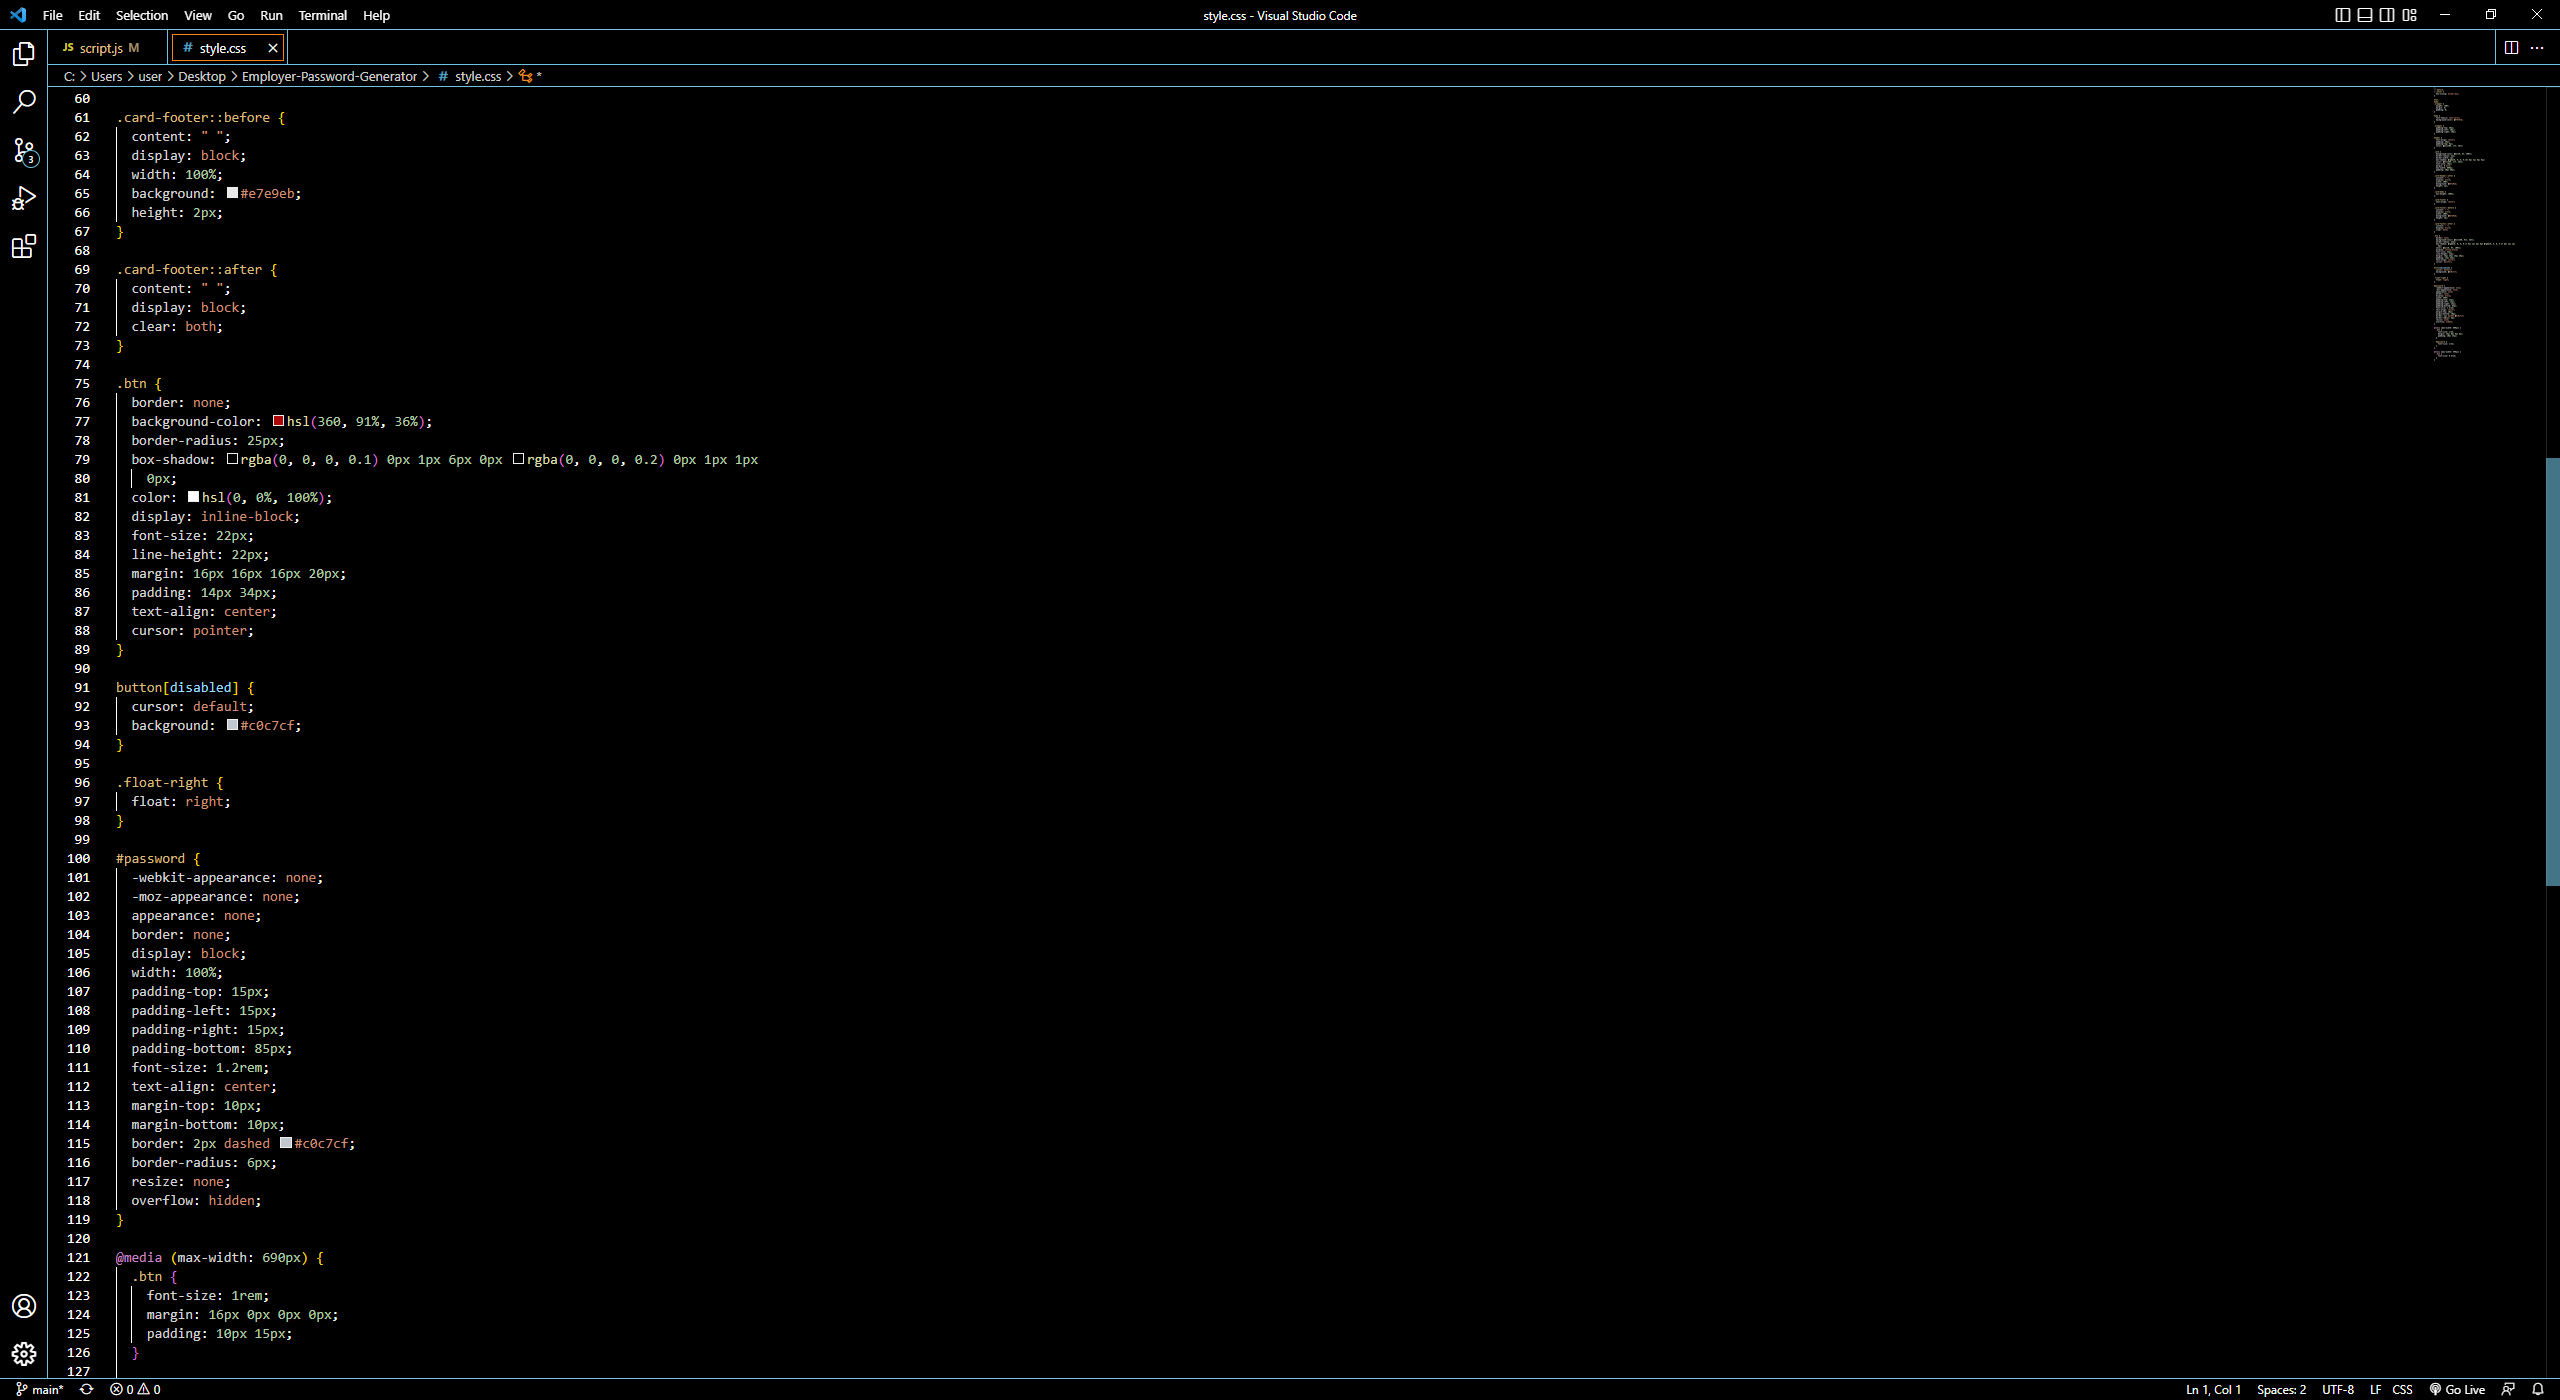 File Edit Selection View Go Run Terminal Help style.css - Visual Studio Code
JS script.js M # style.css
C: > Users > user > Desktop > Employer-Password-Generator > # style.css > *
60
61 .card-footer::before {
62 content: " ";
63 display: block;
64 width: 100%;
65 background: #e7e9eb;
66 height: 2px;
67 }
68
69 .card-footer::after {
70 content: " ";
71 display: block;
72 clear: both;
73 }
74
75 .btn {
76 border: none;
77 background-color: hsl(360, 91%, 36%);
78 border-radius: 25px;
79 box-shadow: rgba(0, 0, 0, 0.1) 0px 1px 6px 0px rgba(0, 0, 0, 0.2) 0px 1px 1px
80 0px;
81 color: hsl(0, 0%, 100%);
82 display: inline-block;
83 font-size: 22px;
84 line-height: 22px;
85 margin: 16px 16px 16px 20px;
86 padding: 14px 34px;
87 text-align: center;
88 cursor: pointer;
89 }
90
91 button[disabled] {
92 cursor: default;
93 background: #c0c7cf;
94 }
95
96 .float-right {
97 float: right;
98 }
99
100 #password {
101 -webkit-appearance: none;
102 -moz-appearance: none;
103 appearance: none;
104 border: none;
105 display: block;
106 width: 100%;
107 padding-top: 15px;
108 padding-left: 15px;
109 padding-right: 15px;
110 padding-bottom: 85px;
111 font-size: 1.2rem;
112 text-align: center;
113 margin-top: 10px;
114 margin-bottom: 10px;
115 border: 2px dashed #c0c7cf;
116 border-radius: 6px;
117 resize: none;
118 overflow: hidden;
119 }
120
121 @media (max-width: 690px) {
122 .btn {
123 font-size: 1rem;
124 margin: 16px 0px 0px 0px;
125 padding: 10px 15px;
126 }
127
3
main* 0 0 Ln 1, Col 1 Spaces: 2 UTF-8 LF CSS Go Live